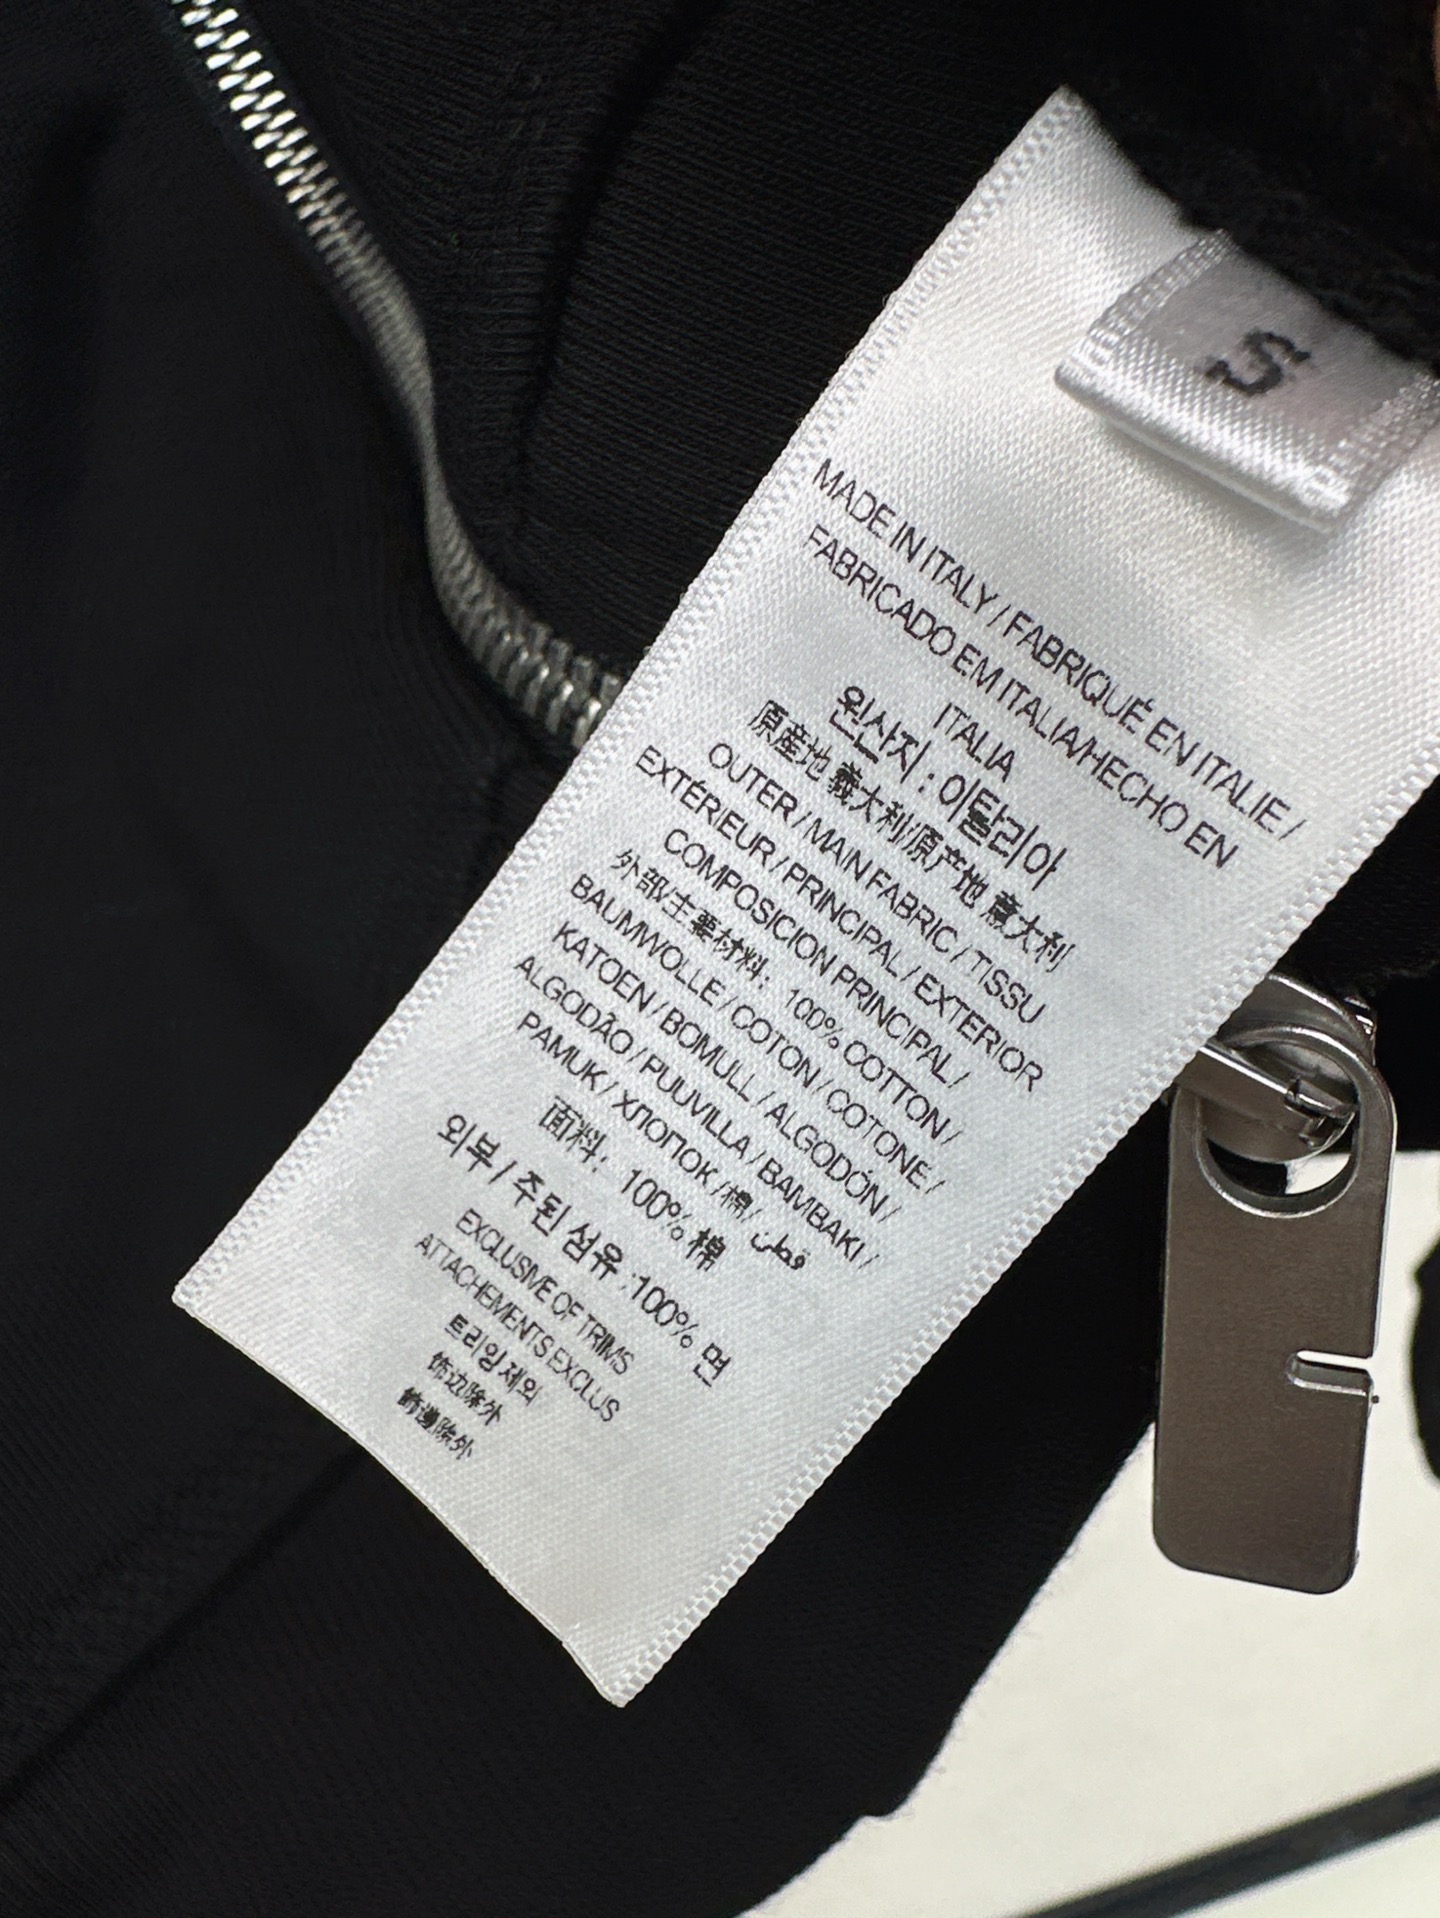 S
MADE IN ITALY / FABRIQUÉ EN ITALIE /
FABRICADO EM ITALIA/HECHO EN
ITALIA
원산지 : 이탈리아
原産地 義大利/原产地 意大利
OUTER / MAIN FABRIC / TISSU
EXTÉRIEUR / PRINCIPAL / EXTERIOR
COMPOSICION PRINCIPAL /
外部/主要材料: 100% COTTON /
BAUMWOLLE / COTON / COTONE /
KATOEN / BOMULL / ALGODÓN /
ALGODÃO / PUUVILLA / BAMBAKI /
PAMUK / ХЛОПОК / 棉 / قطن
面料: 100% 棉
외부 / 주된 섬유 :100% 면
EXCLUSIVE OF TRIMS
ATTACHEMENTS EXCLUS
트리밍 제외
饰边除外
飾邊除外